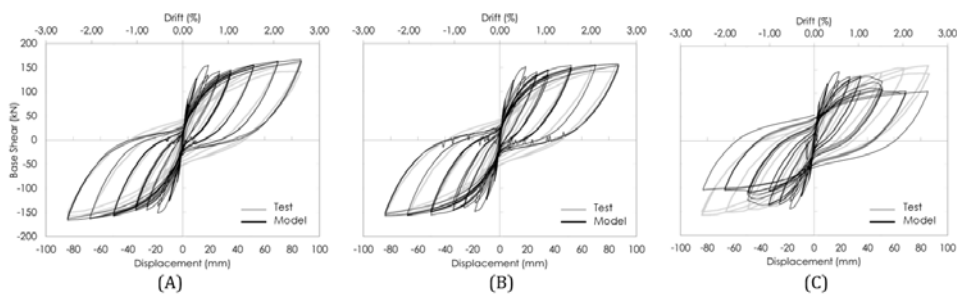 Drift (%)
-3.00 -2.00 -1.00 0.00 1.00 2.00 3.00
200
150
100
50
0
-50
-100
-150
-200
Base Shear (kN)
Test
Model
-100 -80 -60 -40 -20 0 20 40 60 80 100
Displacement (mm)
(A)
Drift (%)
-3.00 -2.00 -1.00 0.00 1.00 2.00 3.00
Test
Model
-100 -80 -60 -40 -20 0 20 40 60 80 100
Displacement (mm)
(B)
Drift (%)
-3.00 -2.00 -1.00 0.00 1.00 2.00 3.00
Test
Model
-100 -80 -60 -40 -20 0 20 40 60 80 100
Displacement (mm)
(C)